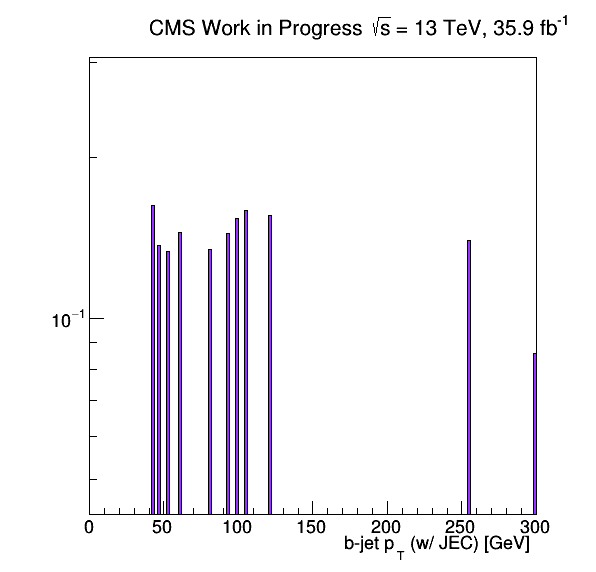 CMS Work in Progress √s = 13 TeV, 35.9 fb⁻¹
10⁻¹
0 50 100 150 200 250 300
b-jet p_T (w/ JEC) [GeV]